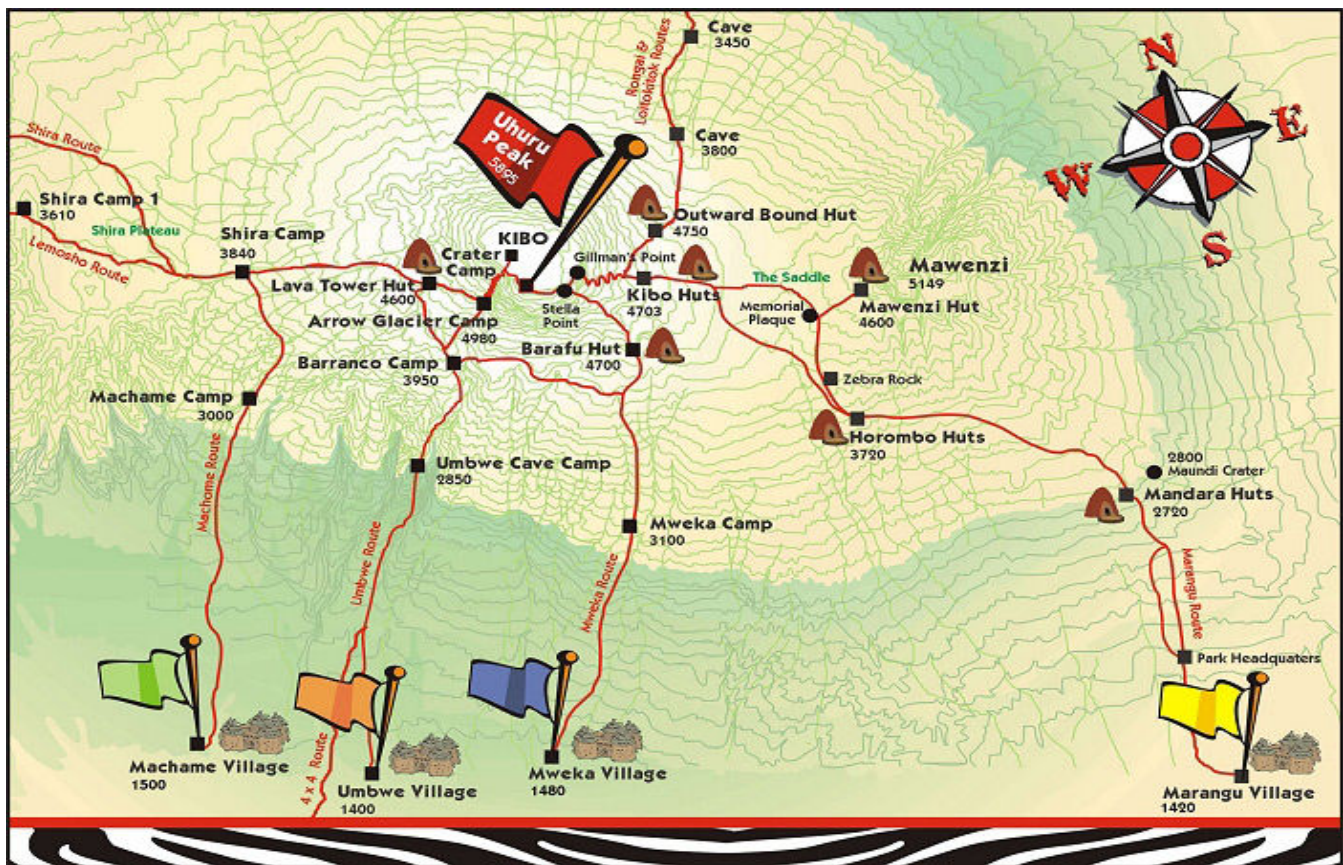 Cave
3450
Rongai &
Loitokitok Routes
N
E
W
S
Shira Route
Uhuru
Peak
5895
Cave
3800
Shira Camp 1
3610
Shira Plateau
Lemosho Route
Shira Camp
3840
KIBO
Crater
Camp
Outward Bound Hut
4750
Gillman's Point
The Saddle
Mawenzi
5149
Lava Tower Hut
4600
Kibo Huts
4703
Stella
Point
Memorial
Plaque
Mawenzi Hut
4600
Arrow Glacier Camp
4980
Barranco Camp
3950
Barafu Hut
4700
Zebra Rock
Machame Camp
3000
Horombo Huts
3720
Umbwe Cave Camp
2850
2800
Maundi Crater
Mandara Huts
2720
Machame Route
Umbwe Route
Mweka Camp
3100
Mweka Route
Marangu Route
Park Headquaters
Machame Village
1500
4 x 4 Route
Umbwe Village
1400
Mweka Village
1480
Marangu Village
1420